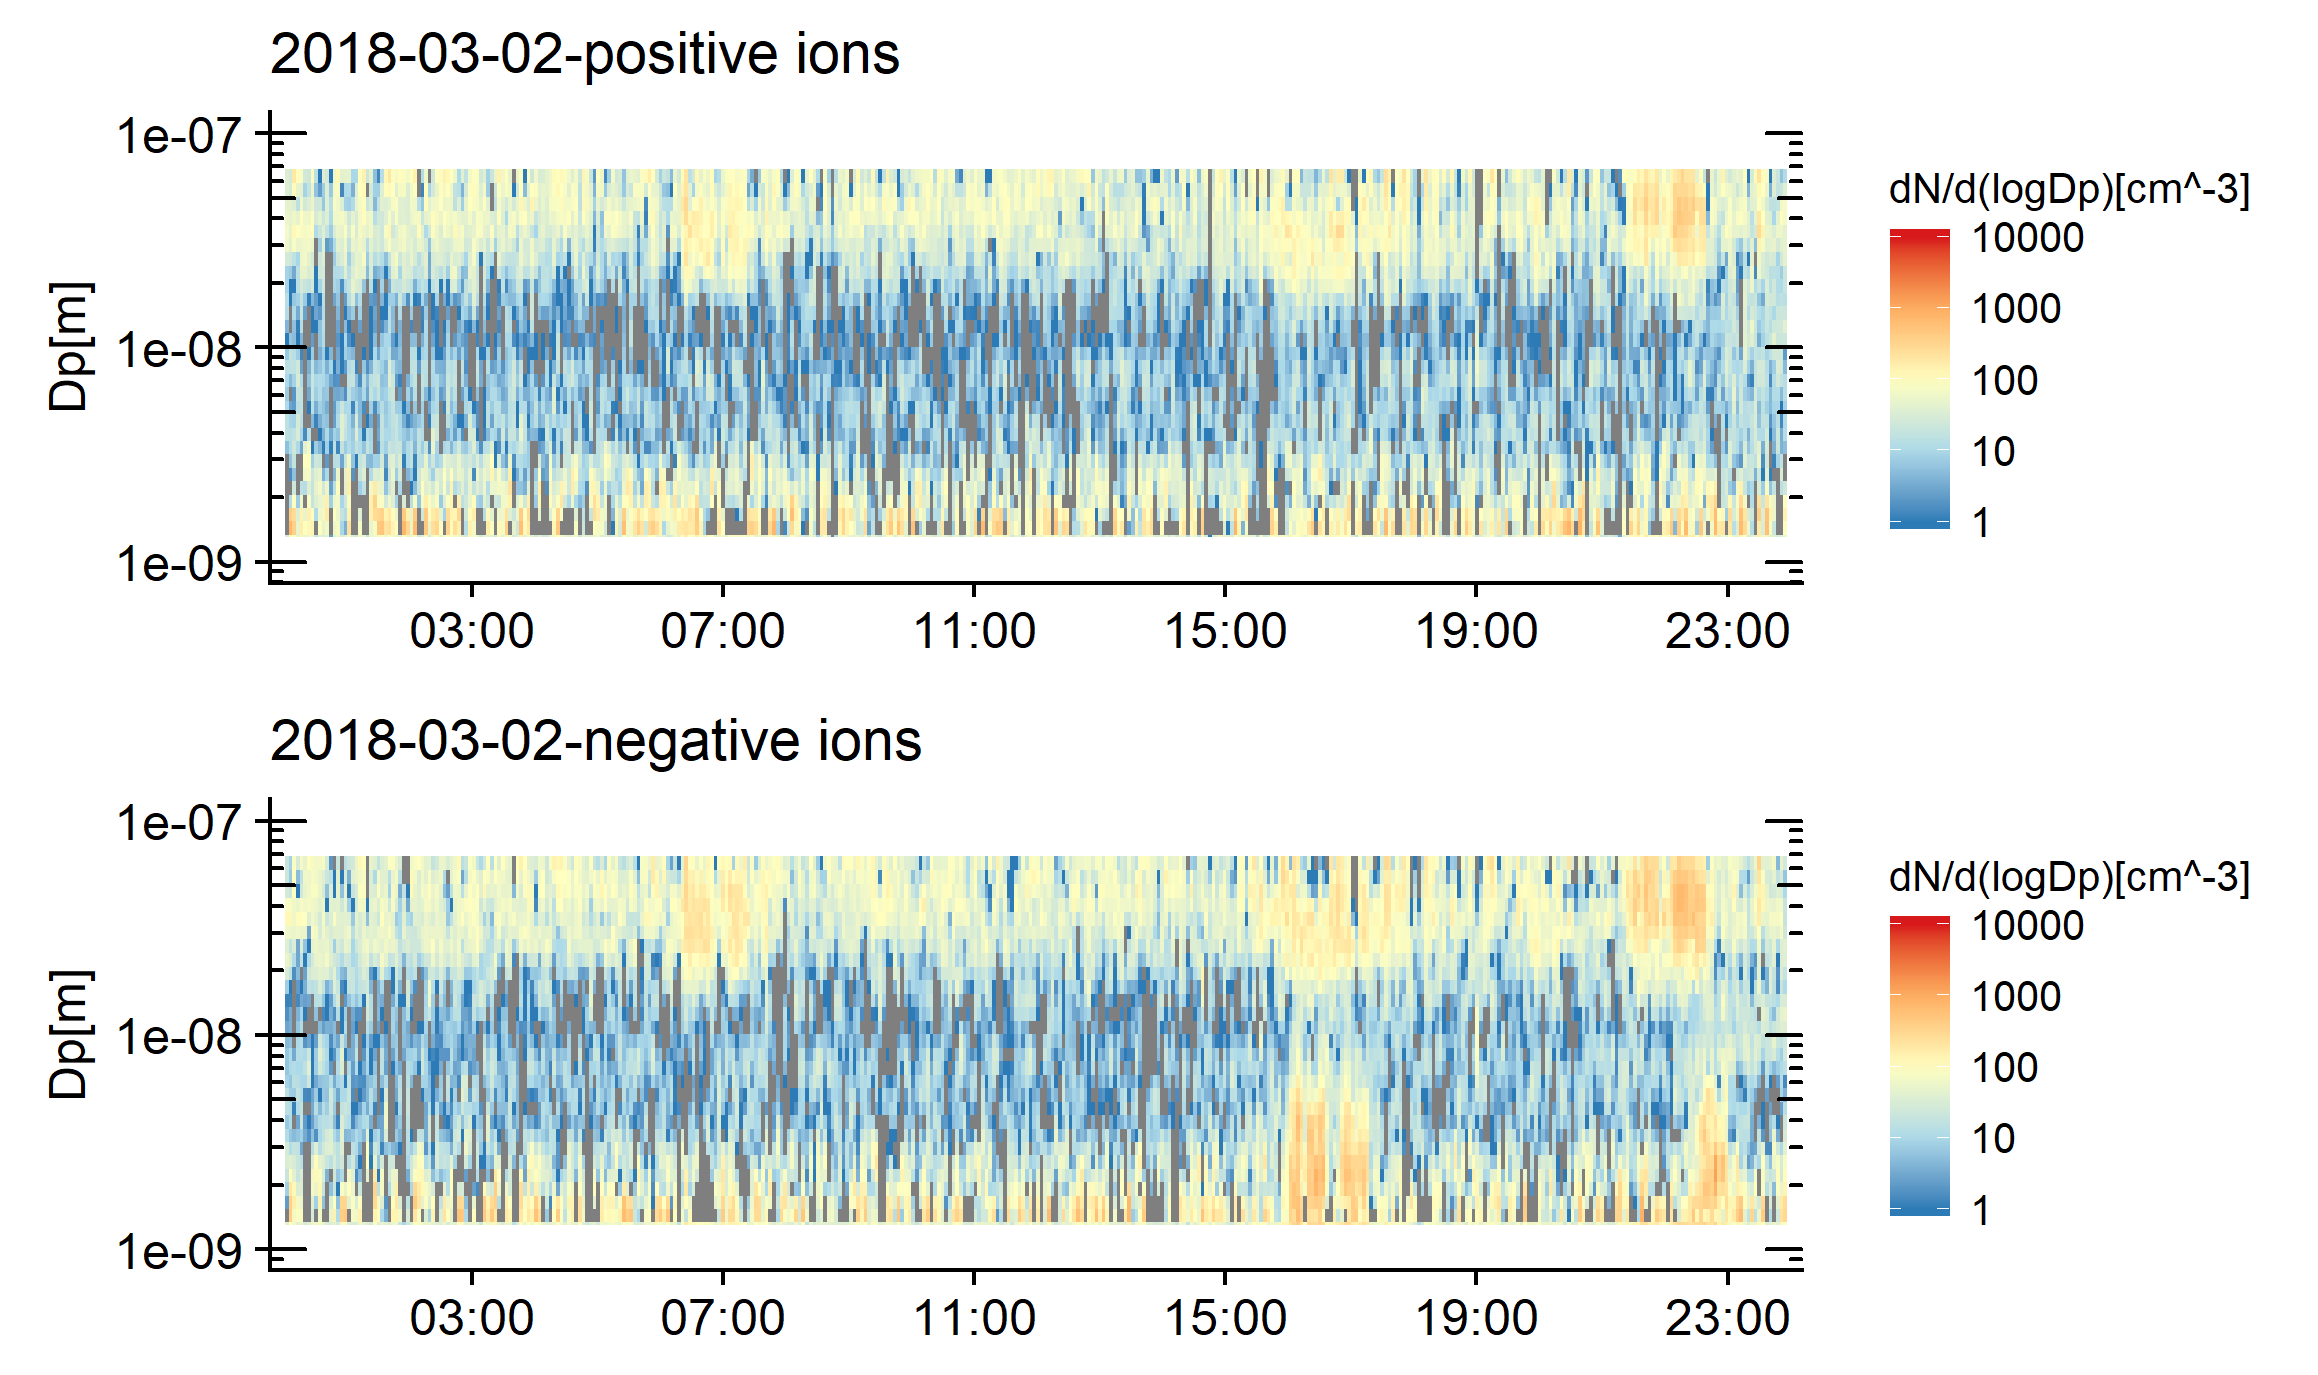 2018-03-02-positive ions
1e-07
1e-08
1e-09
Dp[m]
03:00 07:00 11:00 15:00 19:00 23:00
dN/d(logDp)[cm^-3]
10000
1000
100
10
1
2018-03-02-negative ions
1e-07
1e-08
1e-09
Dp[m]
03:00 07:00 11:00 15:00 19:00 23:00
dN/d(logDp)[cm^-3]
10000
1000
100
10
1